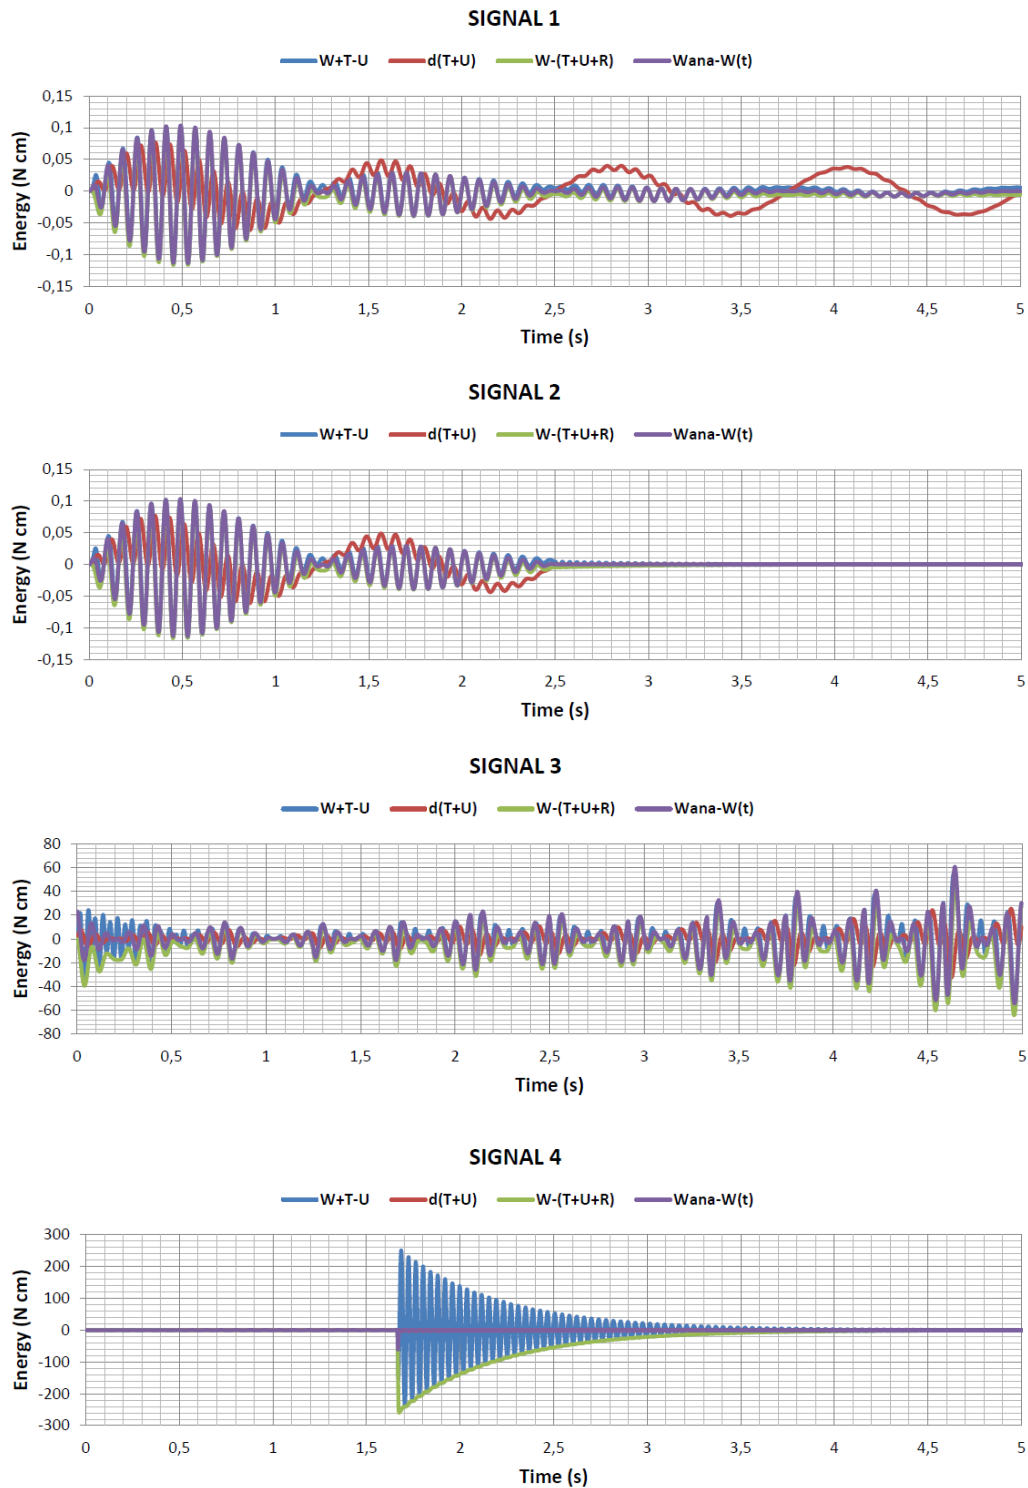 SIGNAL 1
W+T-U d(T+U) W-(T+U+R) Wana-W(t)
Energy (N cm)
0,15
0,1
0,05
0
-0,05
-0,1
-0,15
0 0,5 1 1,5 2 2,5 3 3,5 4 4,5 5
Time (s)
SIGNAL 2
W+T-U d(T+U) W-(T+U+R) Wana-W(t)
Energy (N cm)
0,15
0,1
0,05
0
-0,05
-0,1
-0,15
0 0,5 1 1,5 2 2,5 3 3,5 4 4,5 5
Time (s)
SIGNAL 3
W+T-U d(T+U) W-(T+U+R) Wana-W(t)
Energy (N cm)
80
60
40
20
0
-20
-40
-60
-80
0 0,5 1 1,5 2 2,5 3 3,5 4 4,5 5
Time (s)
SIGNAL 4
W+T-U d(T+U) W-(T+U+R) Wana-W(t)
Energy (N cm)
300
200
100
0
-100
-200
-300
0 0,5 1 1,5 2 2,5 3 3,5 4 4,5 5
Time (s)